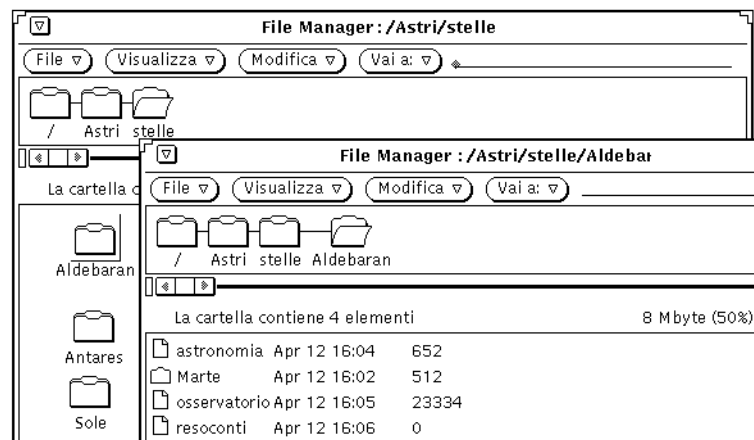 File Manager : /Astri/stelle
File Visualizza Modifica Vai a:
/ Astri stelle
La cartella c
Aldebaran
Antares
Sole
File Manager : /Astri/stelle/Aldebar
File Visualizza Modifica Vai a:
/ Astri stelle Aldebaran
La cartella contiene 4 elementi 8 Mbyte (50%)
astronomia Apr 12 16:04 652
Marte Apr 12 16:02 512
osservatorio Apr 12 16:05 23334
resoconti Apr 12 16:06 0